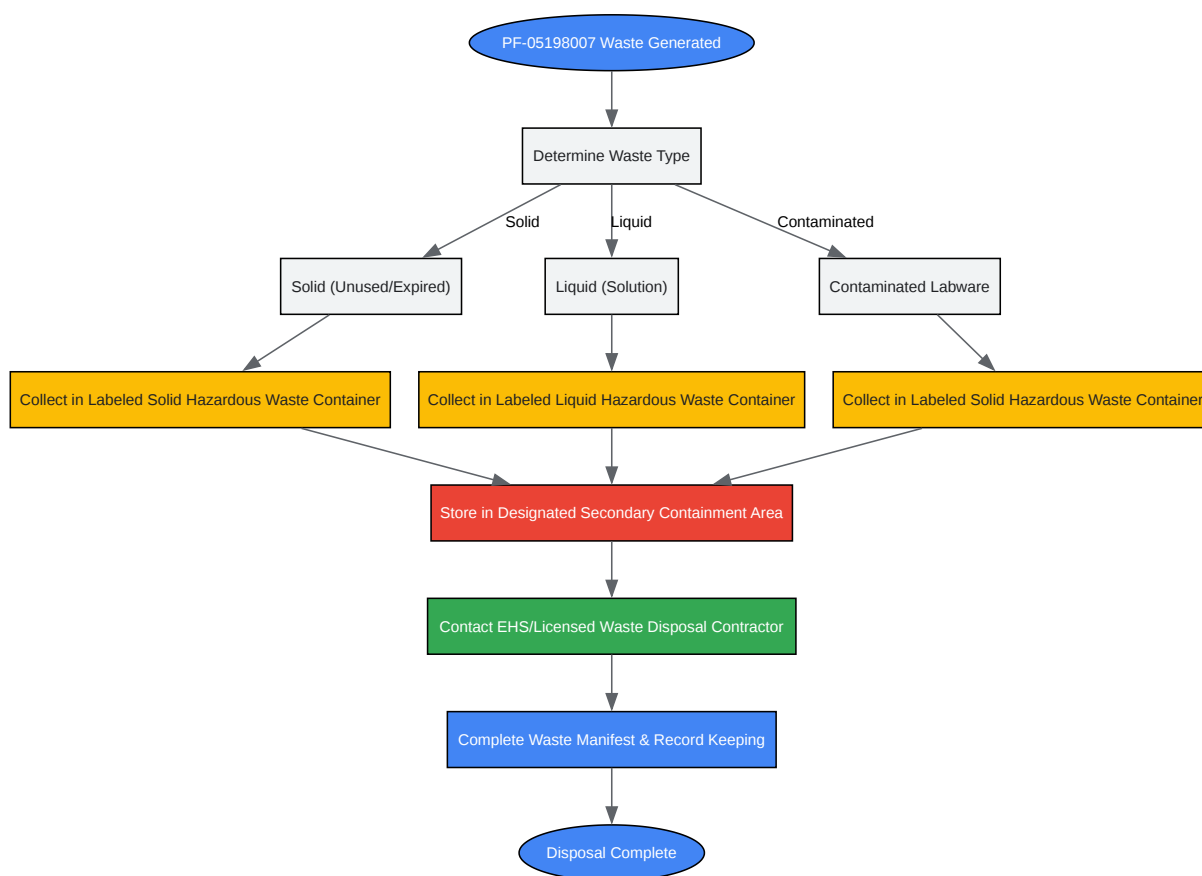 PF-05198007 Waste Generated
Determine Waste Type
Solid
Liquid
Contaminated
Solid (Unused/Expired)
Liquid (Solution)
Contaminated Labware
Collect in Labeled Solid Hazardous Waste Container
Collect in Labeled Liquid Hazardous Waste Container
Collect in Labeled Solid Hazardous Waste Container
Store in Designated Secondary Containment Area
Contact EHS/Licensed Waste Disposal Contractor
Complete Waste Manifest & Record Keeping
Disposal Complete